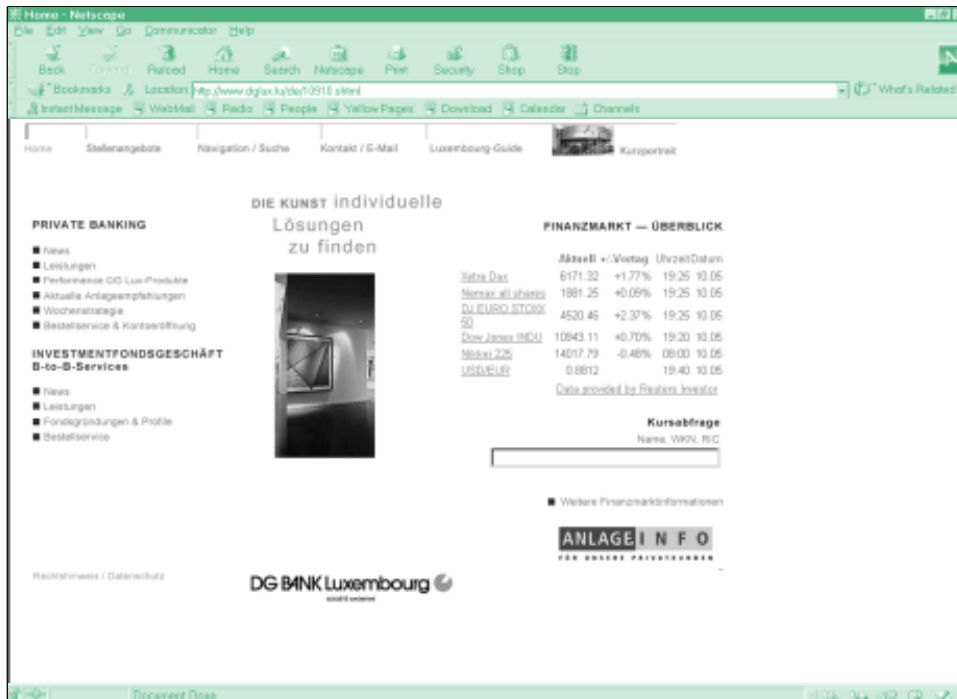 Home - Netscape
File Edit View Go Communicator Help
Back Forward Reload Home Search Netscape Print Security Shop Stop
Bookmarks Location: http://www.dglux.lu/de/10910.shtml What's Related
Instant Message WebMail Radio People Yellow Pages Download Calendar Channels
Home Stellenangebote Navigation / Suche Kontakt / E-Mail Luxembourg-Guide Kurzportrait
DIE KUNST individuelle
Lösungen
zu finden
PRIVATE BANKING
News
Leistungen
Performance DG Lux-Produkte
Aktuelle Anlageempfehlungen
Wochenstrategie
Bestellservice & Kontoeröffnung
INVESTMENTFONDSGESCHÄFT
B-to-B-Services
News
Leistungen
Fondsgründungen & Profile
Bestellservice
FINANZMARKT — ÜBERBLICK
Aktuell +/-Vortag Uhrzeit Datum
Xetra Dax 6171.32 +1.77% 19:25 10.05
Nemax all shares 1881.25 +0.09% 19:25 10.05
DJ EURO STOXX
50 4520.46 +2.37% 19:25 10.05
Dow Jones INDU 10943.11 +0.70% 19:20 10.05
Nikkei 225 14017.79 -0.48% 08:00 10.05
USD/EUR 0.8812 19:40 10.05
Data provided by Reuters Investor
Kursabfrage
Name, WKN, RIC
Weitere Finanzmarktinformationen
ANLAGE INFO
FÜR UNSERE PRIVATKUNDEN
Rechtshinweis / Datenschutz
DG BANK Luxembourg
société anonyme
Document: Done